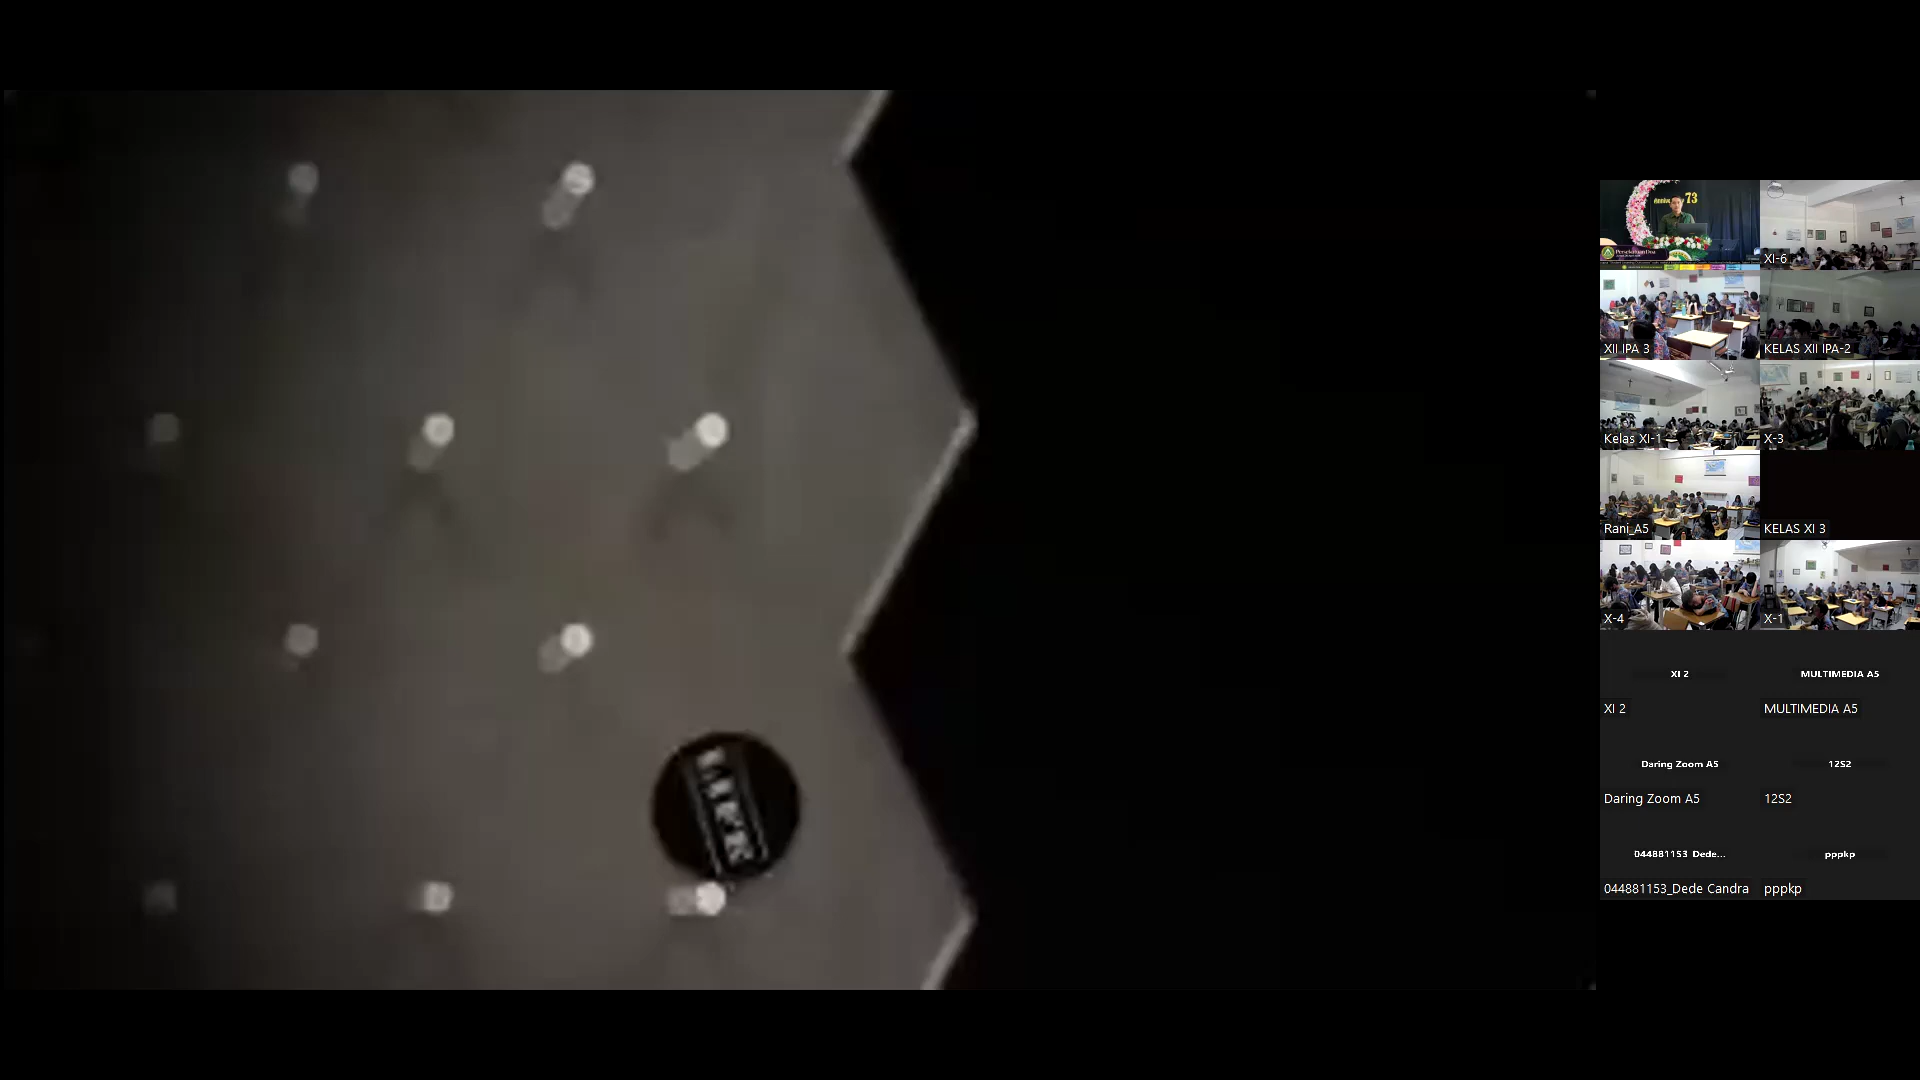 73
XI-6
XII IPA 3
KELAS XII IPA-2
Kelas XI-1
X-3
Rani_A5
KELAS XI 3
X-4
X-1
XI 2
MULTIMEDIA A5
XI 2
MULTIMEDIA A5
Daring Zoom A5
12S2
Daring Zoom A5
12S2
044881153_Dede...
pppkp
044881153_Dede Candra
pppkp